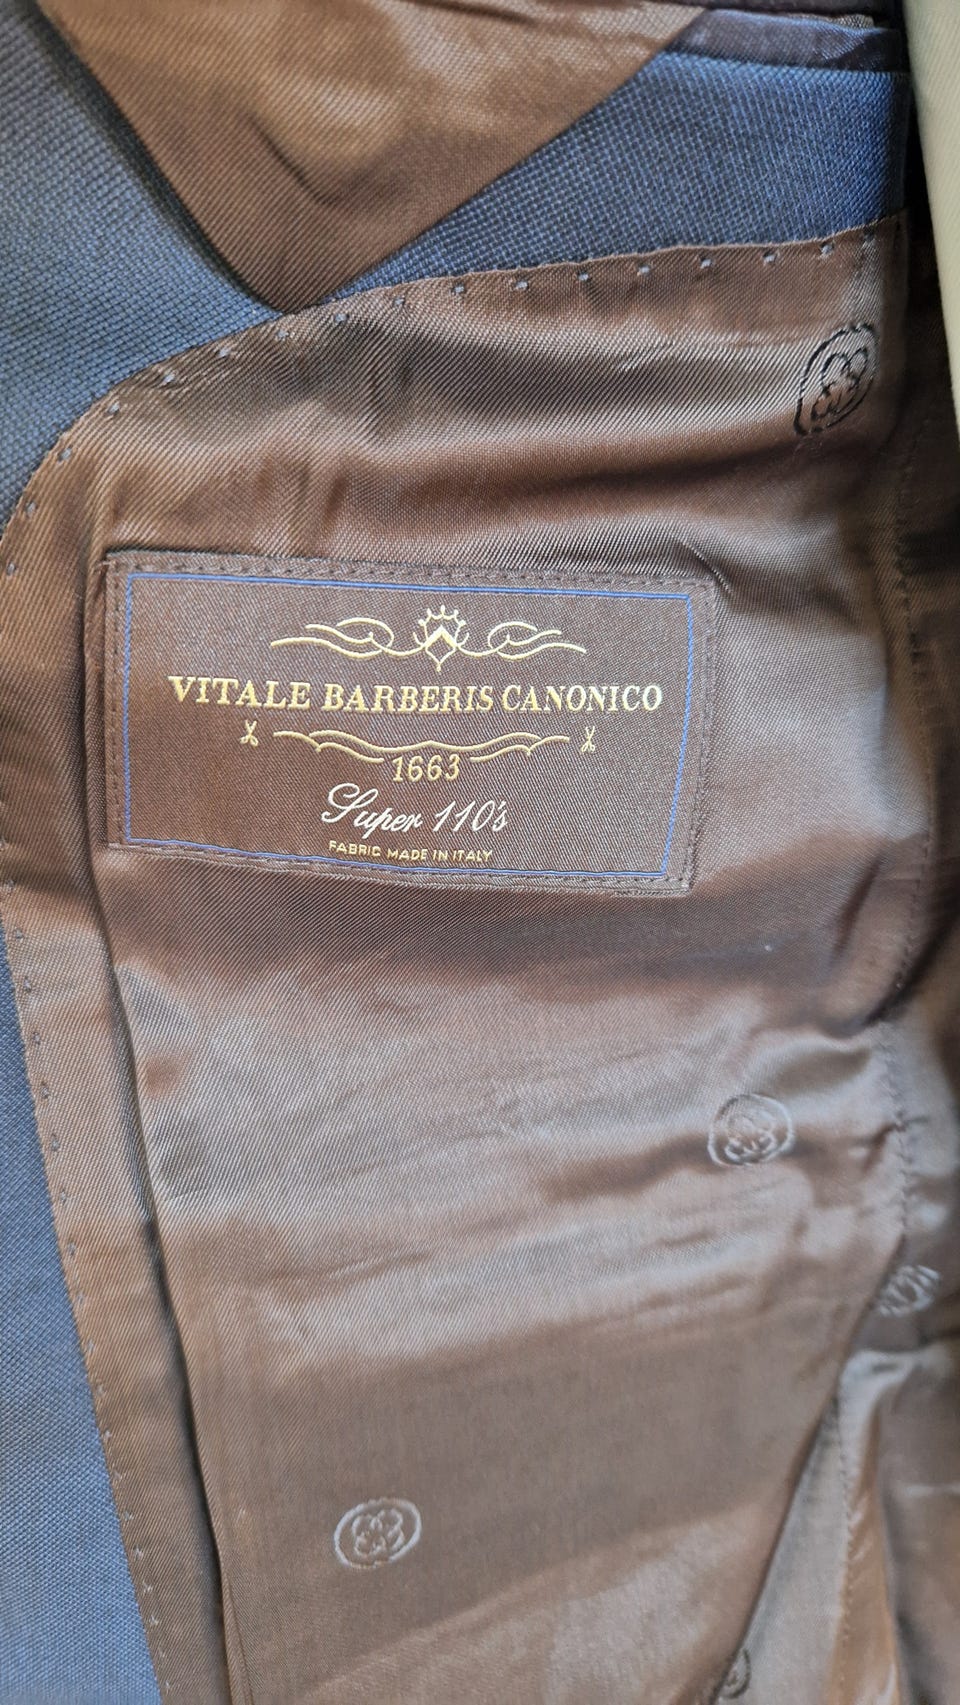 VITALE BARBERIS CANONICO
1663
Super 110's
FABRIC MADE IN ITALY